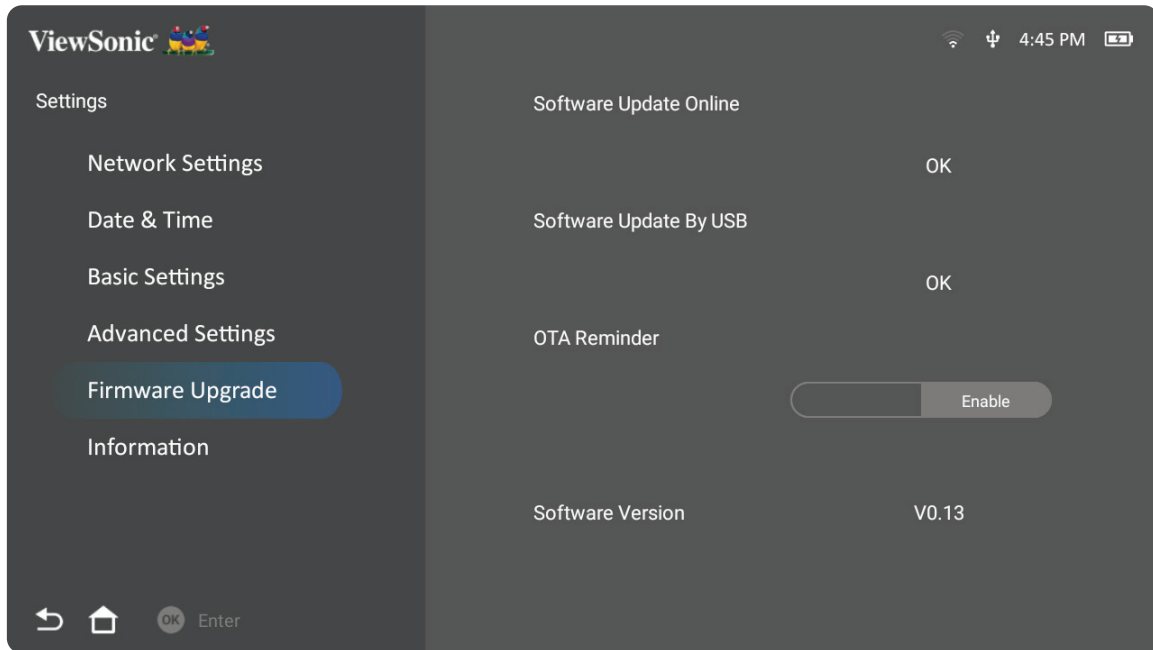 ViewSonic
4:45 PM
Settings
Network Settings
Date & Time
Basic Settings
Advanced Settings
Firmware Upgrade
Information
OK Enter
Software Update Online
OK
Software Update By USB
OK
OTA Reminder
Enable
Software Version V0.13